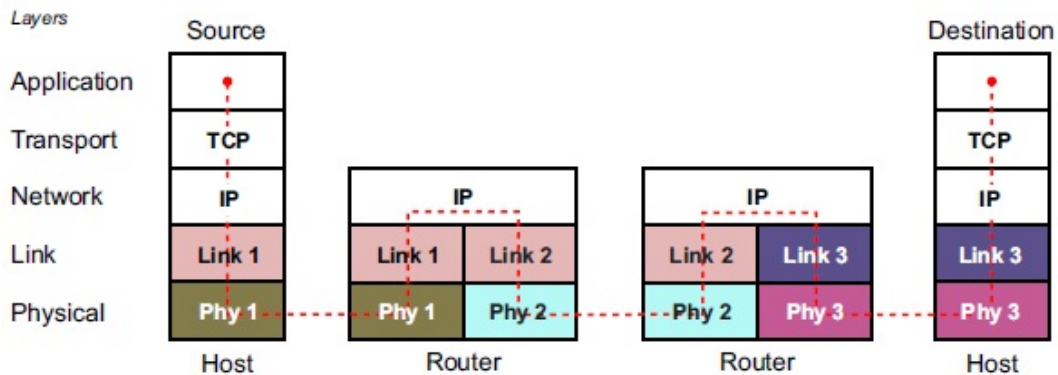 Layers
Source
Destination
Application
Transport
TCP
TCP
Network
IP
IP
IP
IP
Link
Link 1
Link 1
Link 2
Link 2
Link 3
Link 3
Physical
Phy 1
Phy 1
Phy 2
Phy 2
Phy 3
Phy 3
Host
Router
Router
Host